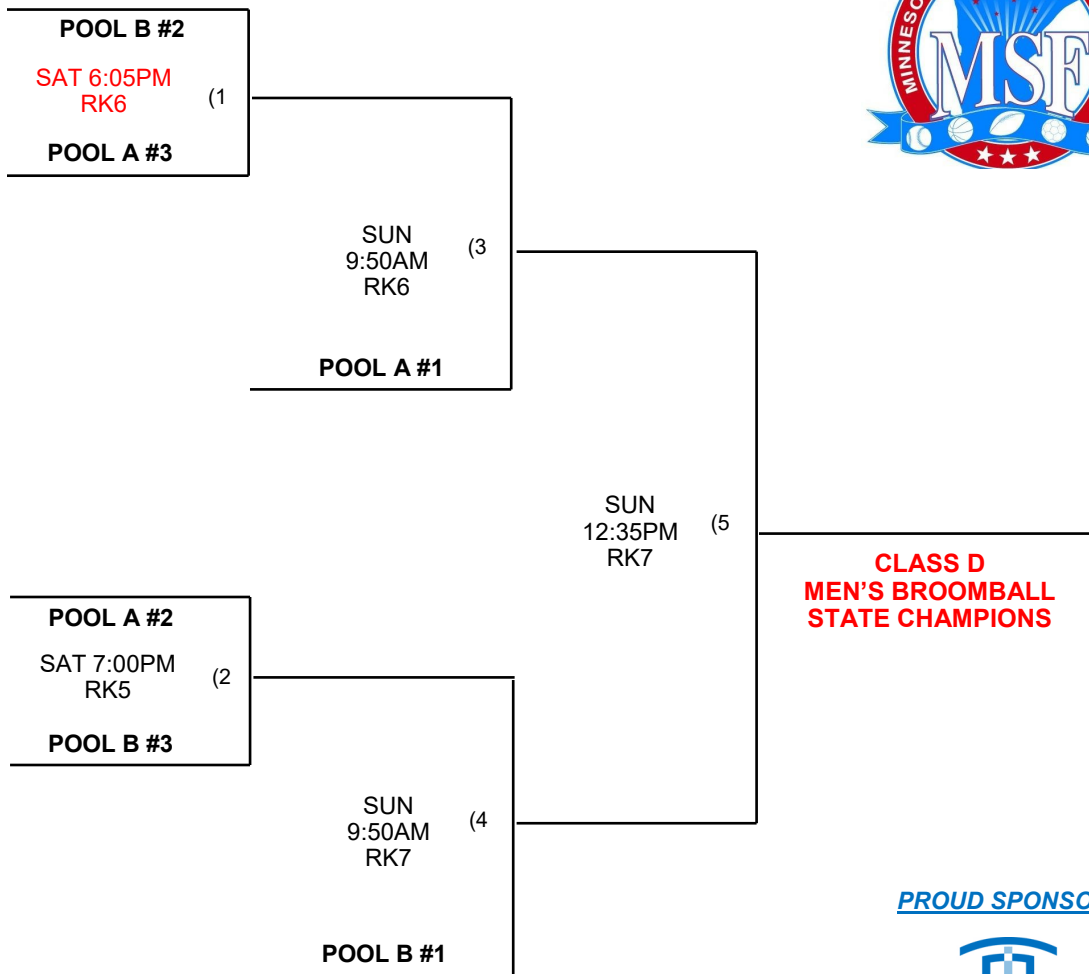 POOL B #2
SAT 6:05PM
RK6
(1
POOL A #3
SUN
9:50AM
RK6
(3
POOL A #1
SUN
12:35PM
RK7
(5
CLASS D
MEN’S BROOMBALL
STATE CHAMPIONS
POOL A #2
SAT 7:00PM
RK5
(2
POOL B #3
SUN
9:50AM
RK7
(4
POOL B #1
MINNESO
MSF
PROUD SPONSO